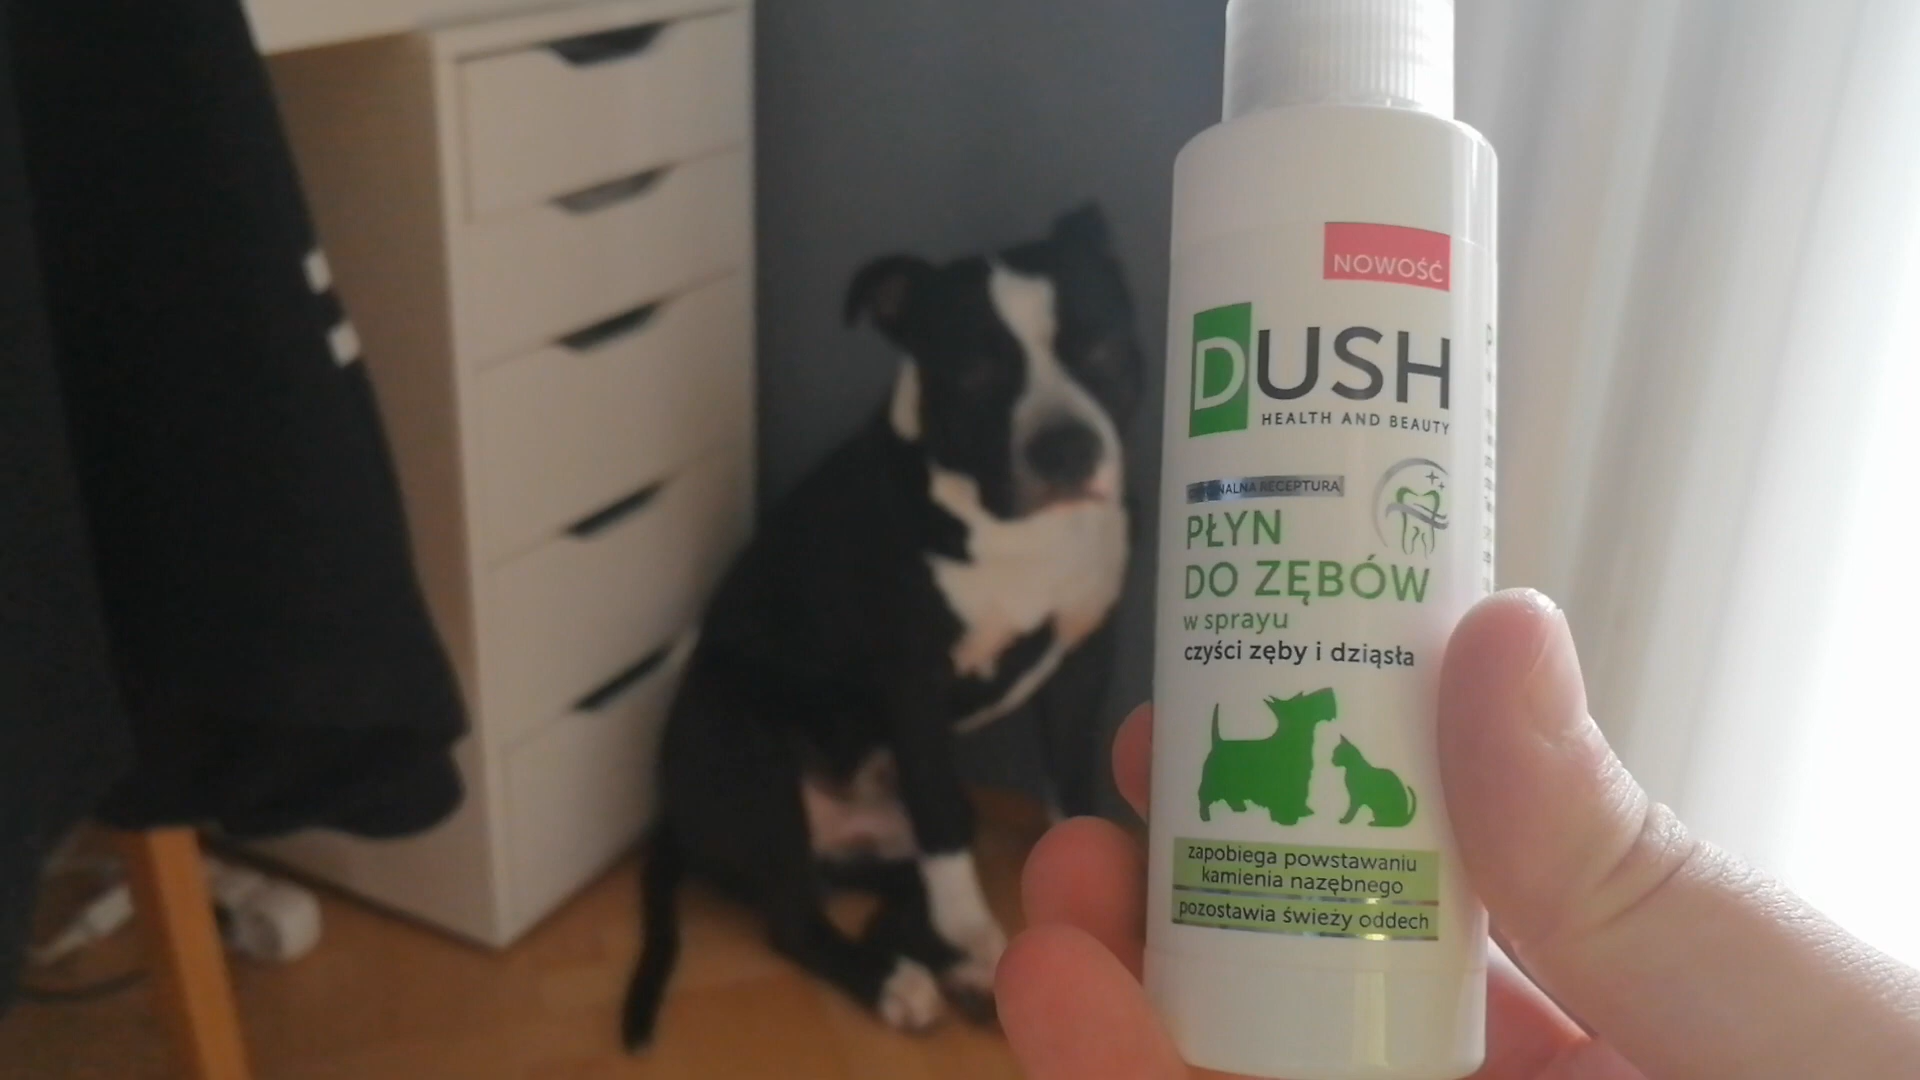 NOWOŚĆ
DUSH
HEALTH AND BEAUTY
RECEPTURA
PŁYN
DO ZĘBÓW
w sprayu
czyści zęby i dziąsła
zapobiega powstawaniu
kamienia nazębnego
pozostawia świeży oddech